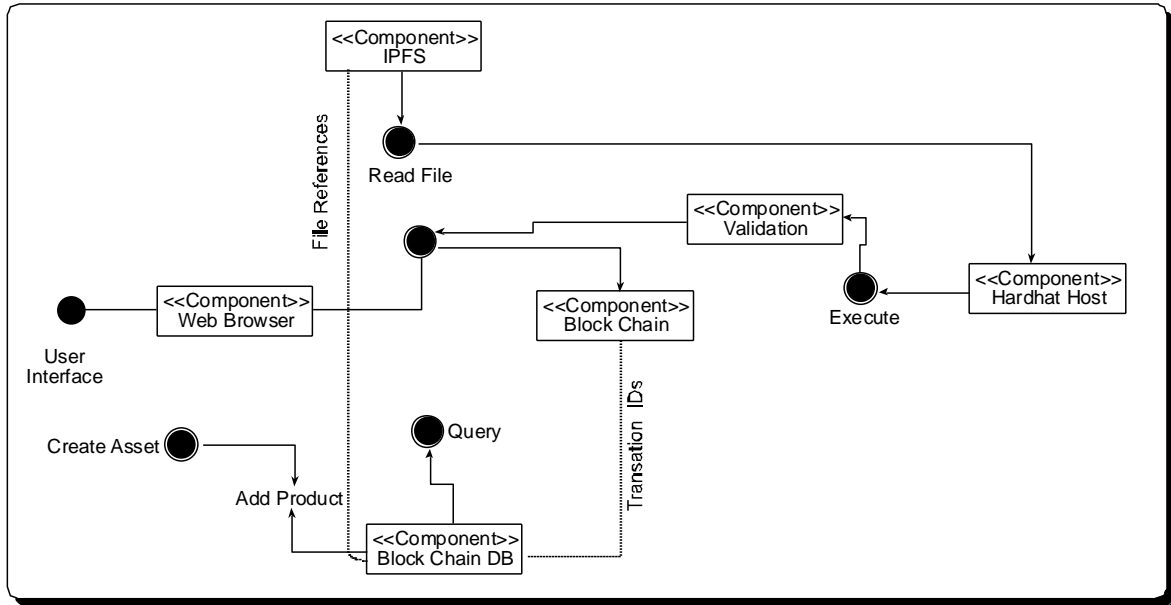 <<Component>>
IPFS
File References
Read File
<<Component>>
Validation
<<Component>>
Hardhat Host
<<Component>>
Web Browser
<<Component>>
Block Chain
Execute
User
Interface
Transation IDs
Create Asset
Query
Add Product
<<Component>>
Block Chain DB